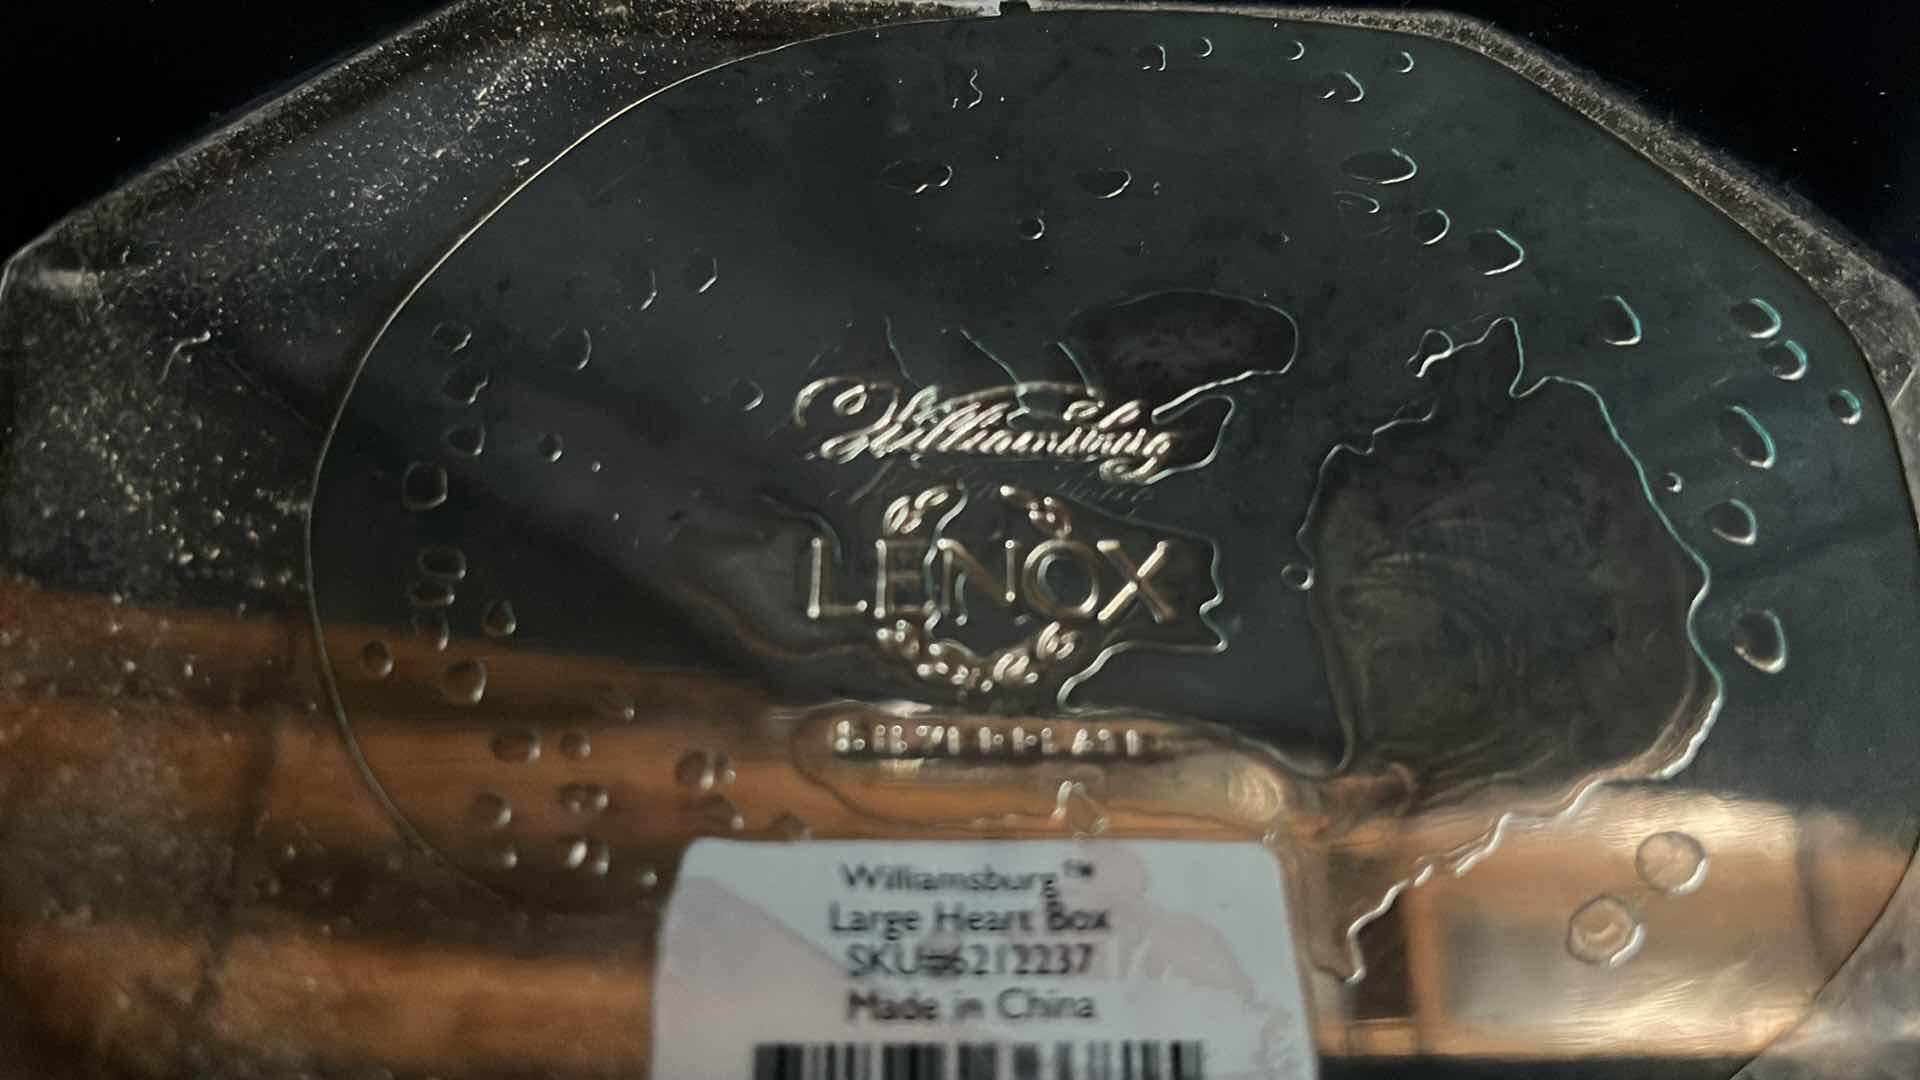 Williamsburg
LENOX
SILVERPLATE
Williamsburg™
Large Heart Box
SKU#6212237
Made in China